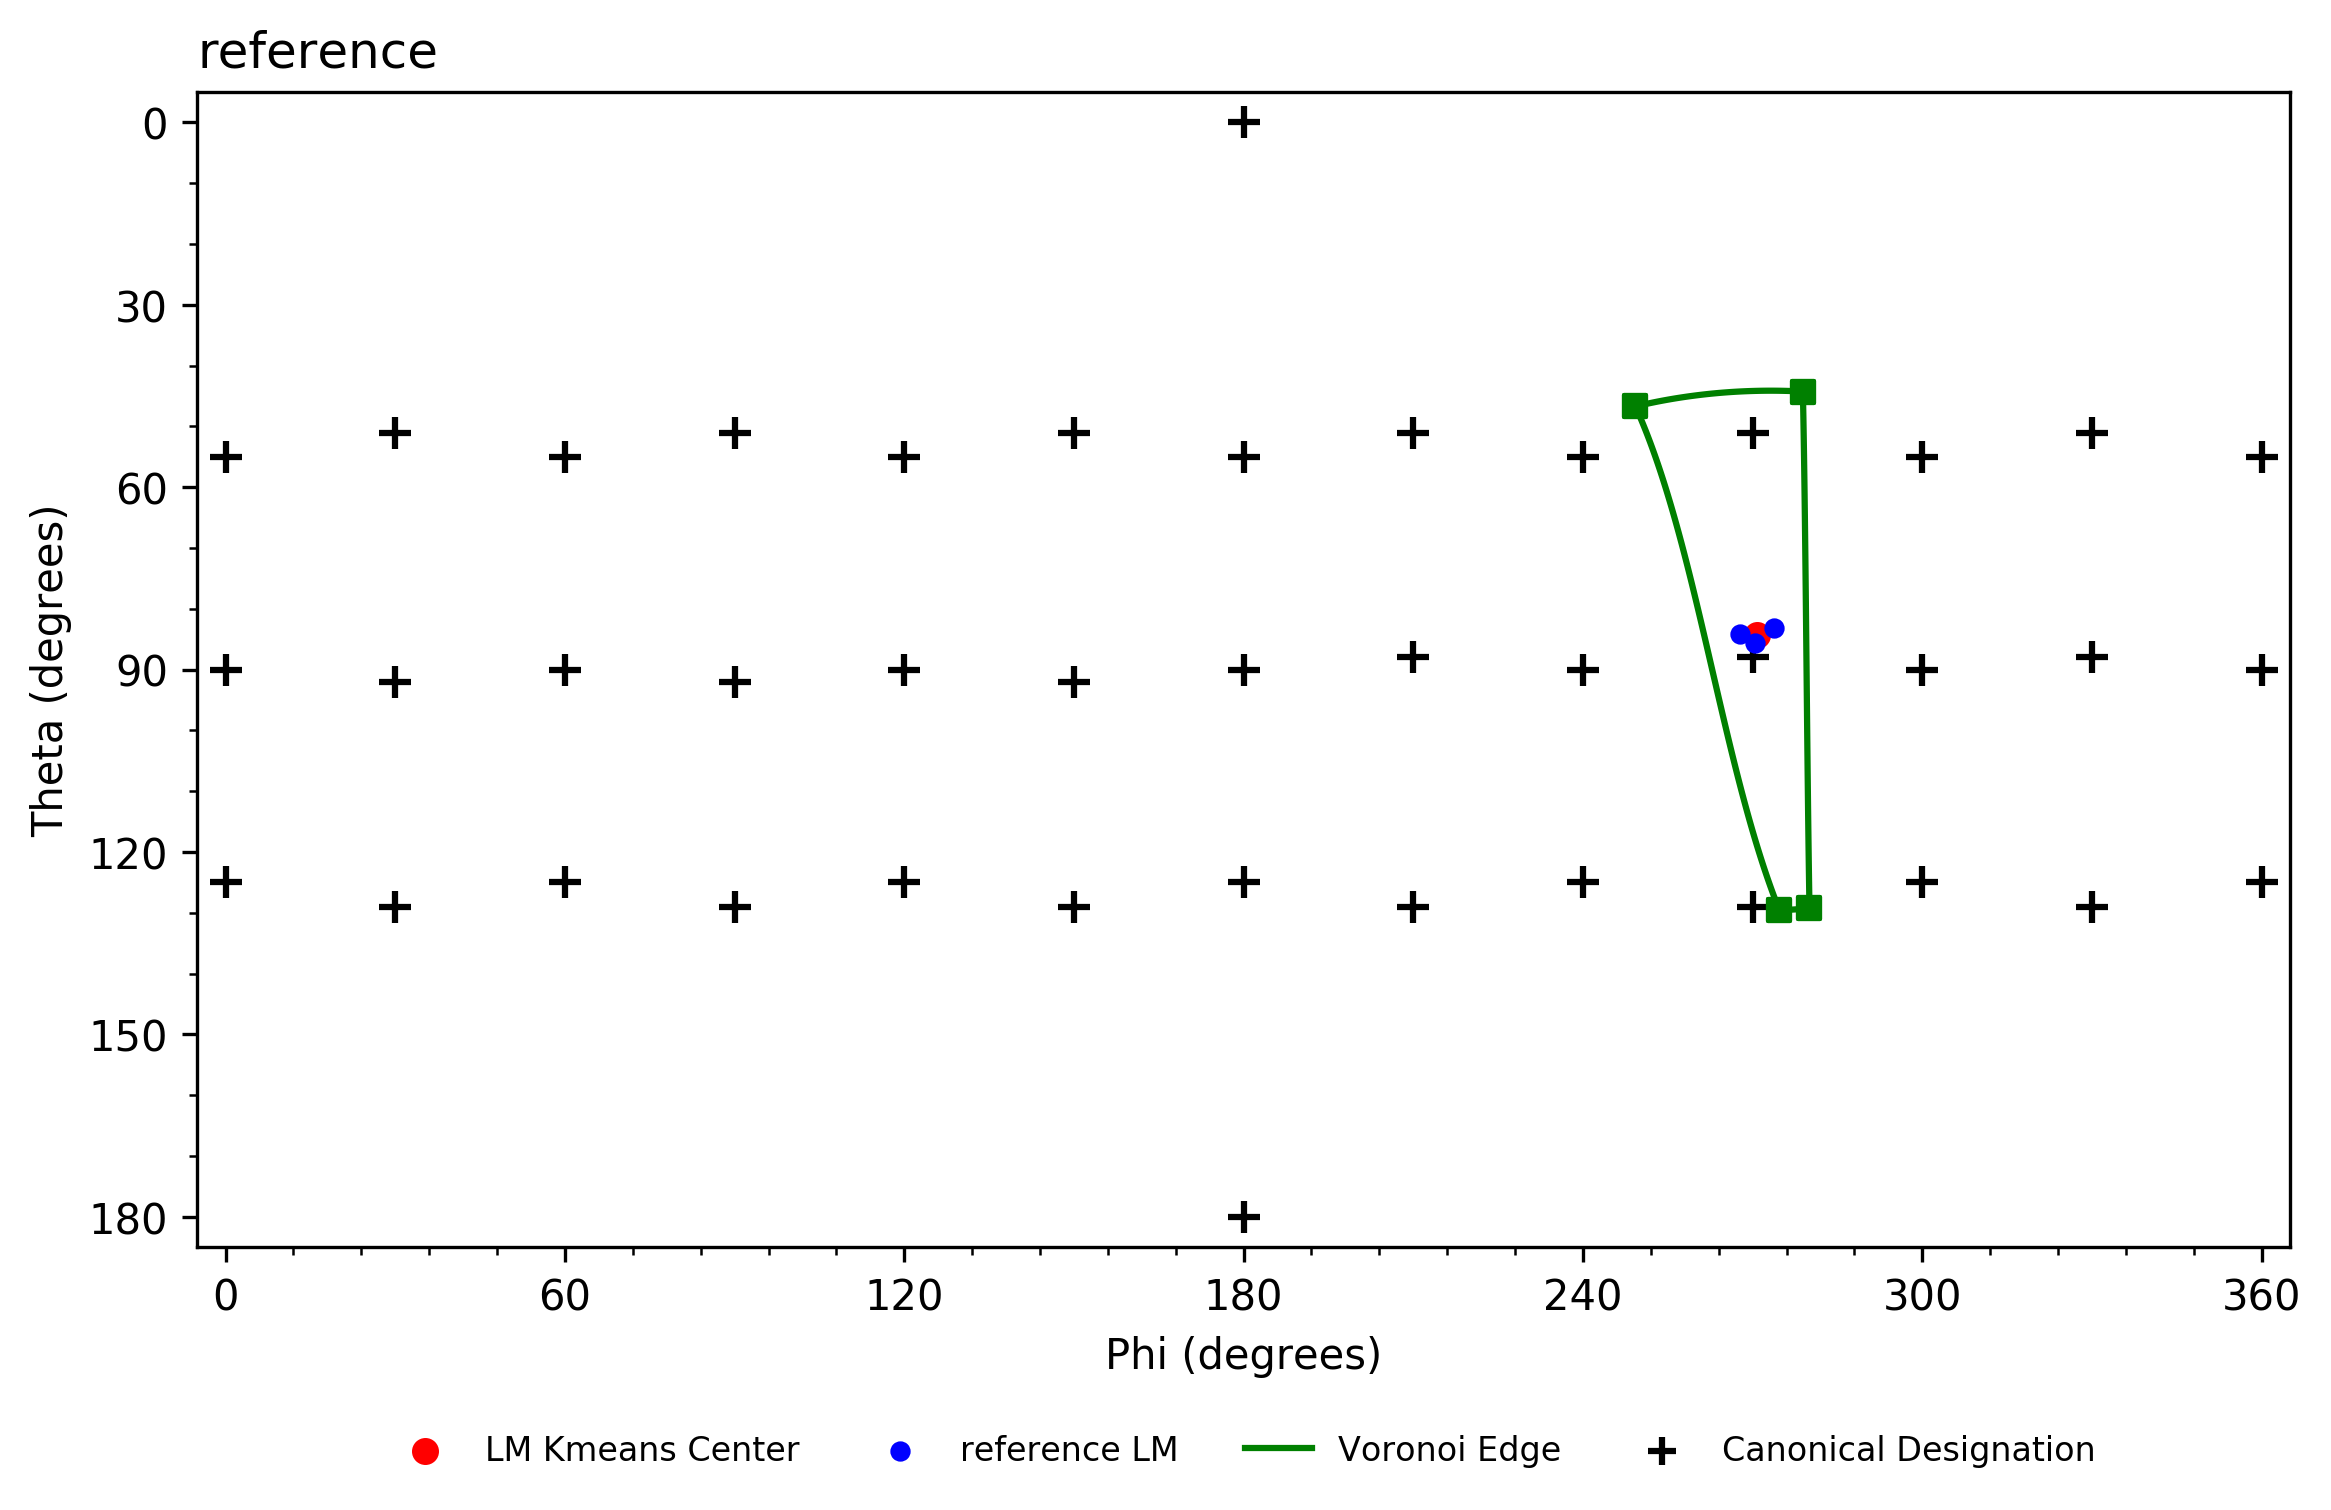 reference
0
30
60
90
120
150
180
Theta (degrees)
0 60 120 180 240 300 360
Phi (degrees)
LM Kmeans Center reference LM Voronoi Edge Canonical Designation